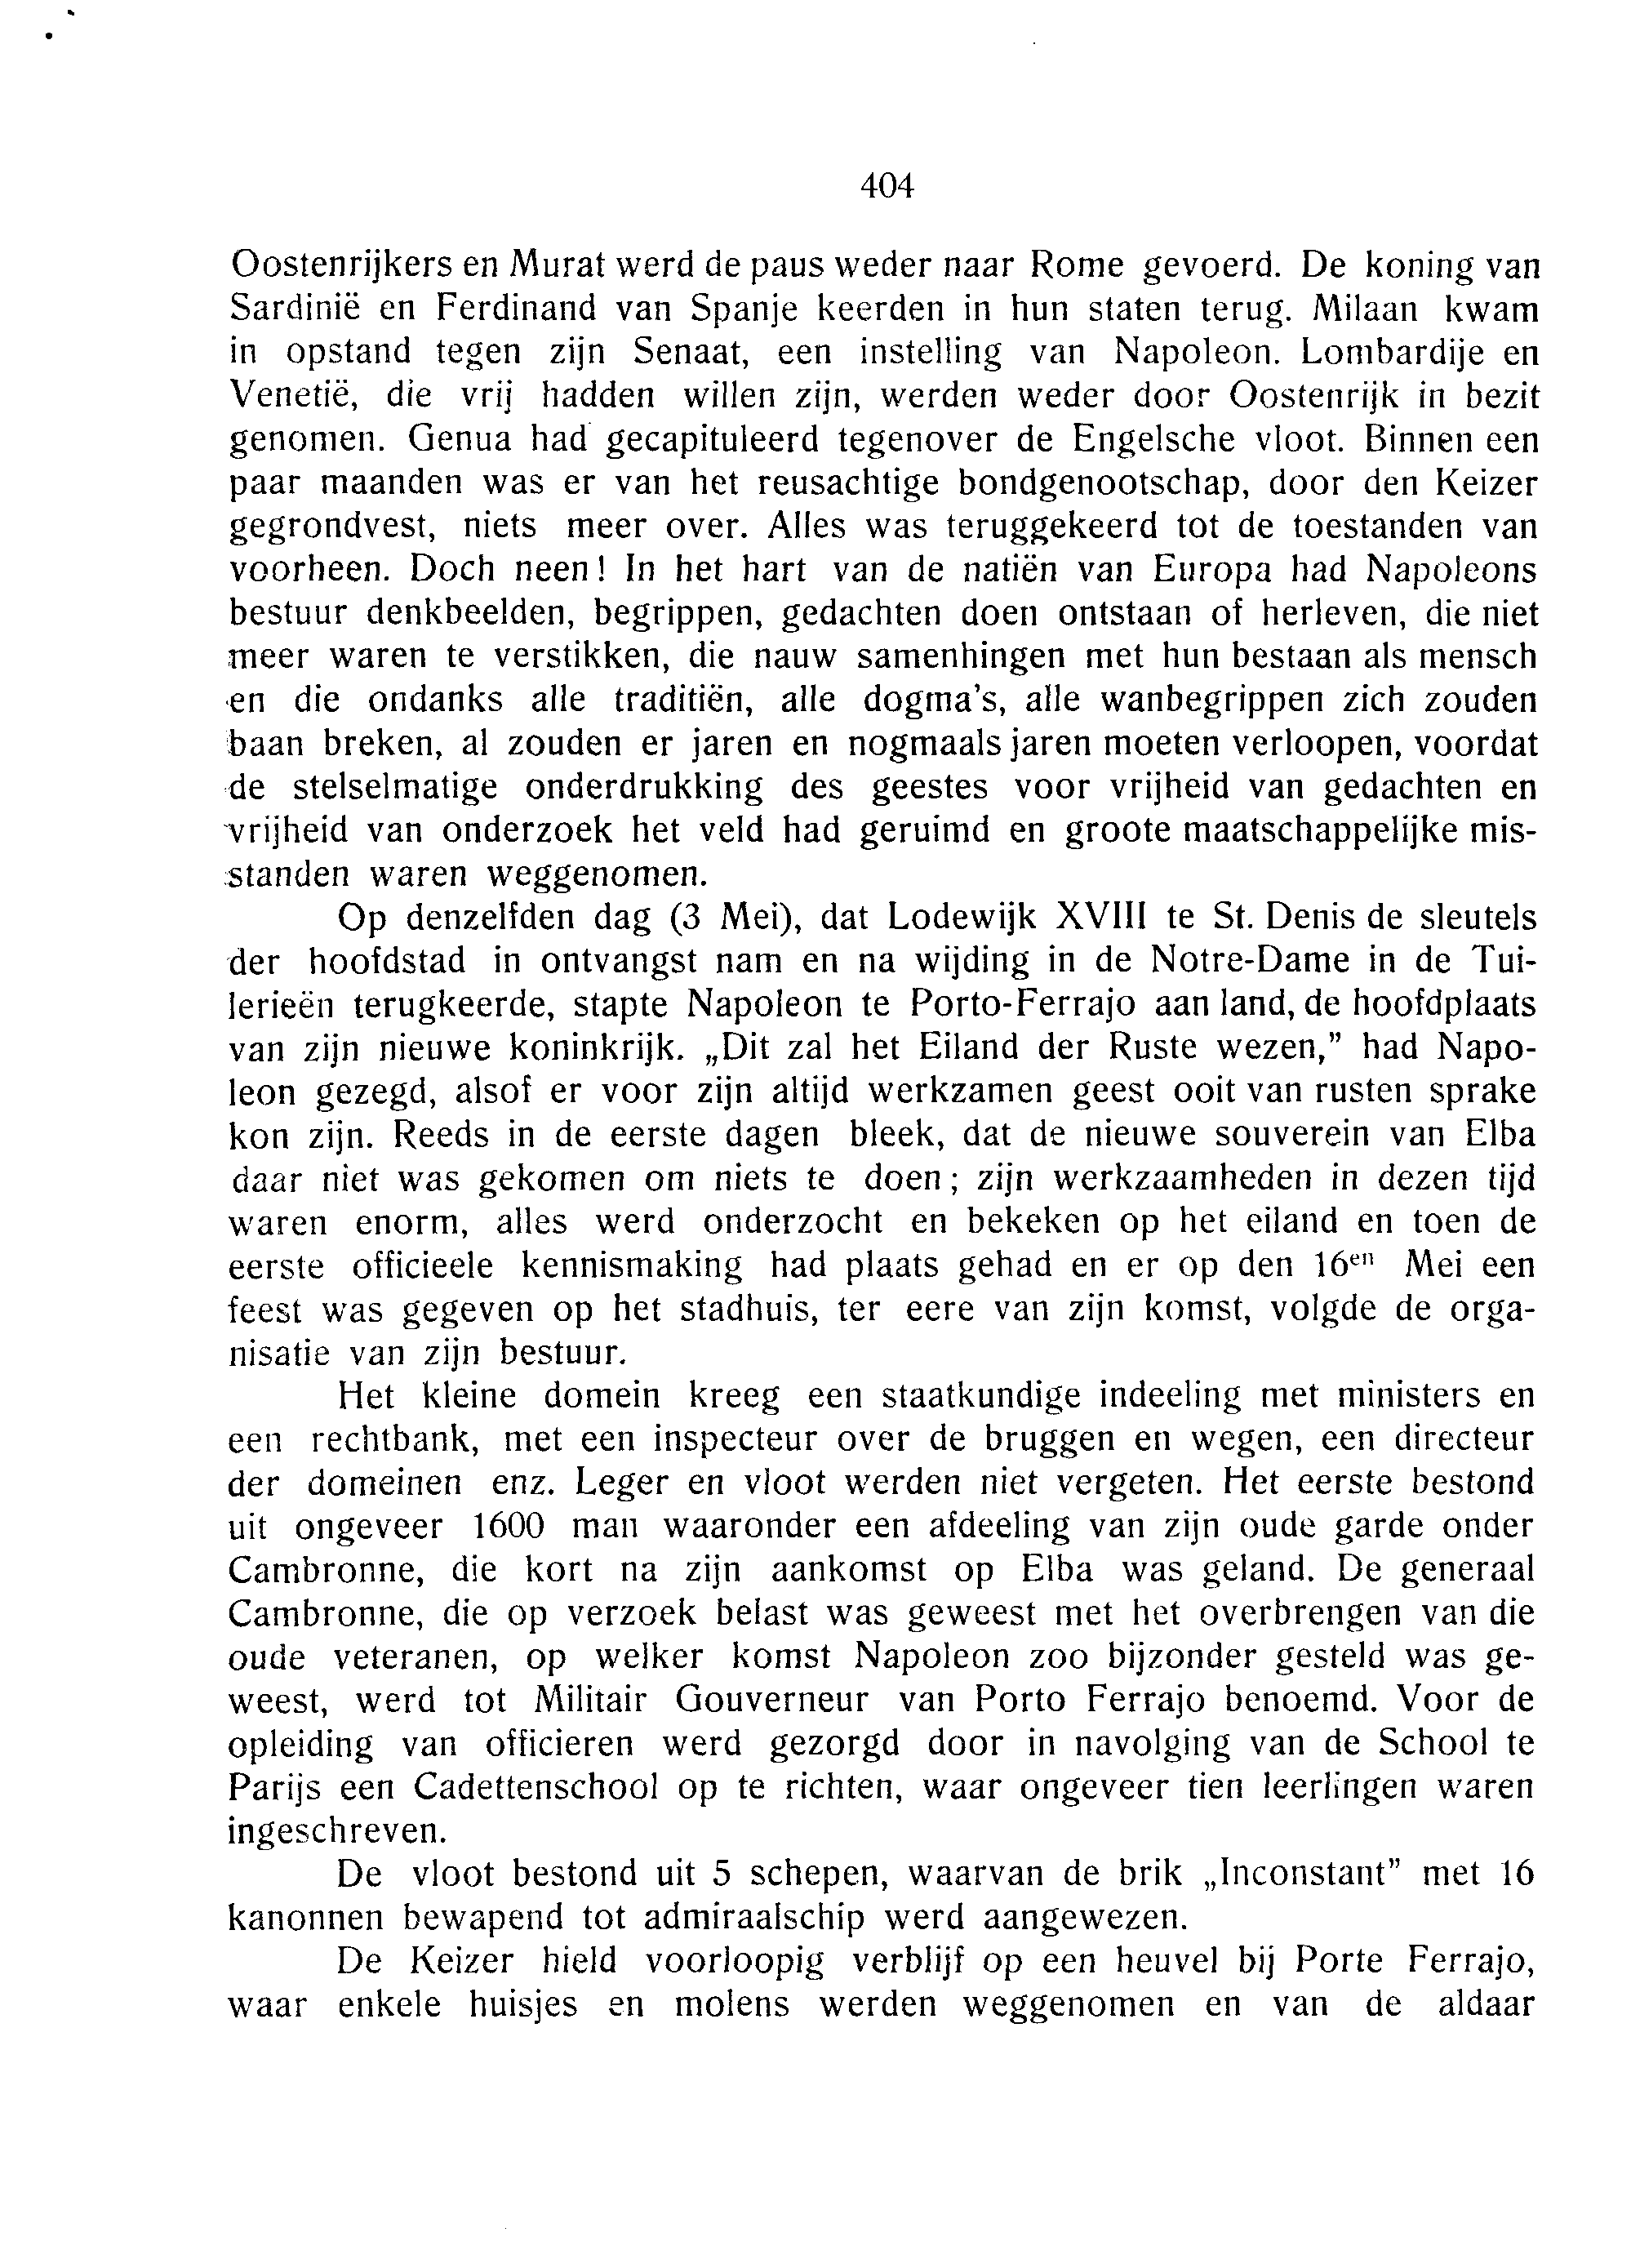 404
Oostenrijkers en Murat werd de paus weder naar Rome gevoerd. De koning van
Sardinië en Ferdinand van Spanje keerden in hun staten terug. Milaan kwam
in opstand tegen zijn Senaat, een instelling van Napoleon. Lombardije en
Venetië, die vrij hadden willen zijn, werden weder door Oostenrijk in bezit
genomen. Genua had gecapituleerd tegenover de Engelsche vloot. Binnen een
paar maanden was er van het reusachtige bondgenootschap, door den Keizer
gegrondvest, niets meer over. Alles was teruggekeerd tot de toestanden van
voorheen. Doch neen! In het hart van de natiën van Europa had Napoleons
bestuur denkbeelden, begrippen, gedachten doen ontstaan of herleven, die niet
meer waren te verstikken, die nauw samenhingen met hun bestaan als mensch
en die ondanks alle traditiën, alle dogma's, alle wanbegrippen zich zouden
baan breken, al zouden er jaren en nogmaals jaren moeten verloopen, voordat
de stelselmatige onderdrukking des geestes voor vrijheid van gedachten en
vrijheid van onderzoek het veld had geruimd en groote maatschappelijke mis-
standen waren weggenomen.
Op denzelfden dag (3 Mei), dat Lodewijk XVIII te St. Denis de sleutels
der hoofdstad in ontvangst nam en na wijding in de Notre-Dame in de Tui-
lerieën terugkeerde, stapte Napoleon te Porto-Ferrajo aan land, de hoofdplaats
van zijn nieuwe koninkrijk. „Dit zal het Eiland der Ruste wezen,” had Napo-
leon gezegd, alsof er voor zijn altijd werkzamen geest ooit van rusten sprake
kon zijn. Reeds in de eerste dagen bleek, dat de nieuwe souverein van Elba
daar niet was gekomen om niets te doen; zijn werkzaamheden in dezen tijd
waren enorm, alles werd onderzocht en bekeken op het eiland en toen de
eerste officieele kennismaking had plaats gehad en er op den 16en Mei een
feest was gegeven op het stadhuis, ter eere van zijn komst, volgde de orga-
nisatie van zijn bestuur.
Het kleine domein kreeg een staatkundige indeeling met ministers en
een rechtbank, met een inspecteur over de bruggen en wegen, een directeur
der domeinen enz. Leger en vloot werden niet vergeten. Het eerste bestond
uit ongeveer 1600 man waaronder een afdeeling van zijn oude garde onder
Cambronne, die kort na zijn aankomst op Elba was geland. De generaal
Cambronne, die op verzoek belast was geweest met het overbrengen van die
oude veteranen, op welker komst Napoleon zoo bijzonder gesteld was ge-
weest, werd tot Militair Gouverneur van Porto Ferrajo benoemd. Voor de
opleiding van officieren werd gezorgd door in navolging van de School te
Parijs een Cadettenschool op te richten, waar ongeveer tien leerlingen waren
ingeschreven.
De vloot bestond uit 5 schepen, waarvan de brik „Inconstant” met 16
kanonnen bewapend tot admiraalschip werd aangewezen.
De Keizer hield voorloopig verblijf op een heuvel bij Porte Ferrajo,
waar enkele huisjes en molens werden weggenomen en van de aldaar